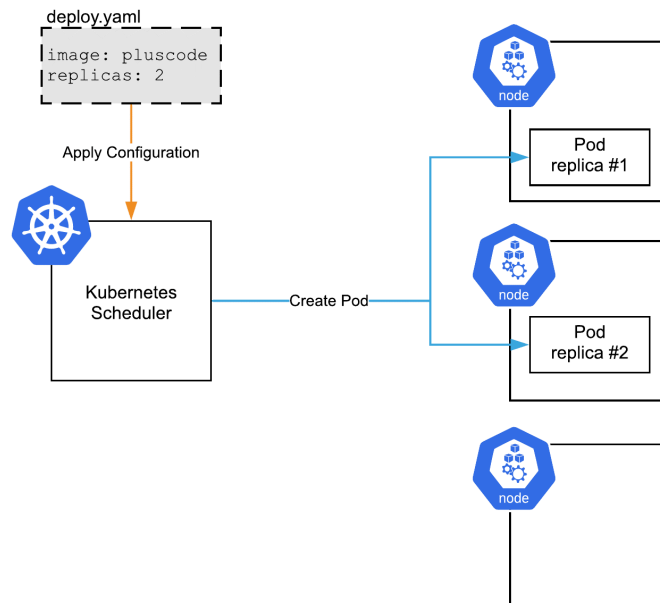 deploy.yaml
image: pluscode
replicas: 2
Apply Configuration
Kubernetes
Scheduler
Create Pod
node
Pod
replica #1
node
Pod
replica #2
node